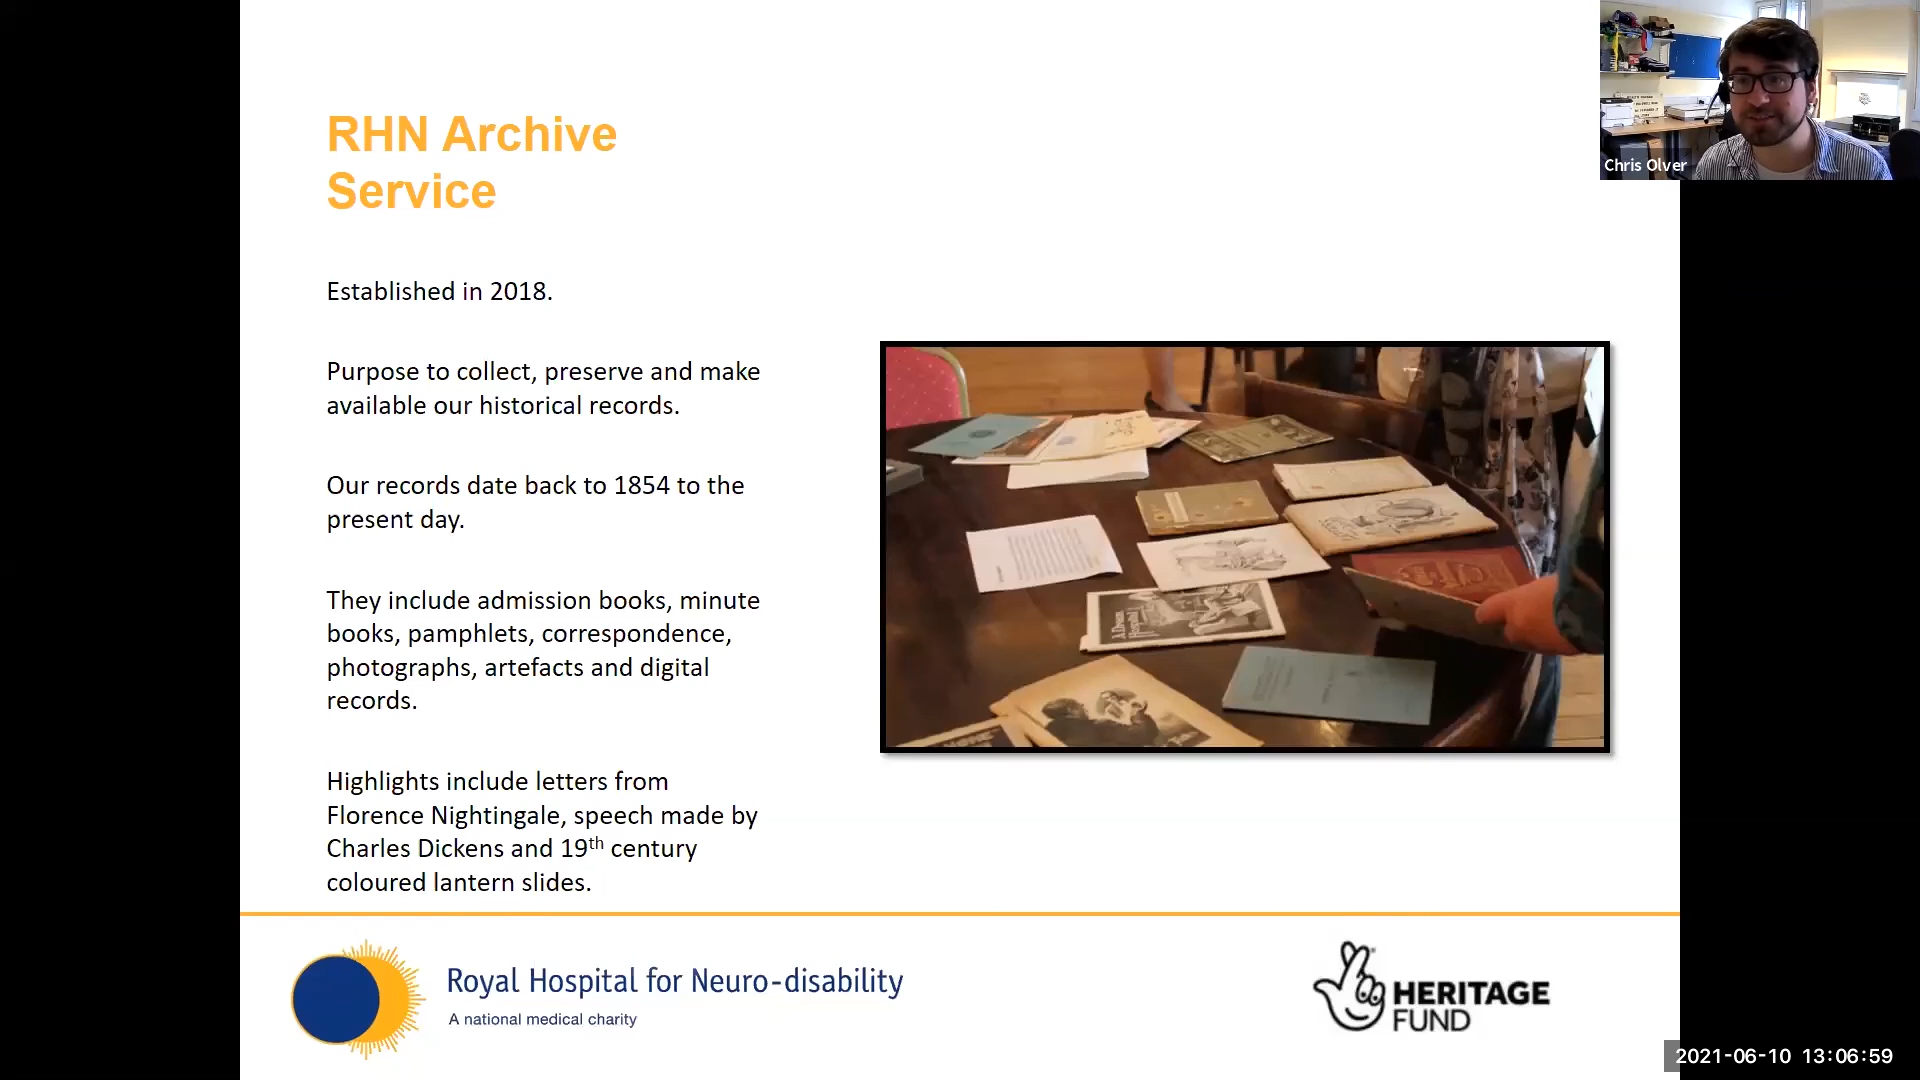 RHN Archive
Service
Established in 2018.
Purpose to collect, preserve and make
available our historical records.
Our records date back to 1854 to the
present day.
They include admission books, minute
books, pamphlets, correspondence,
photographs, artefacts and digital
records.
Highlights include letters from
Florence Nightingale, speech made by
Charles Dickens and 19th century
coloured lantern slides.
Chris Olver
A Dream
Hospital
Royal Hospital for Neuro-disability
A national medical charity
HERITAGE
FUND
2021-06-10 13:06:59